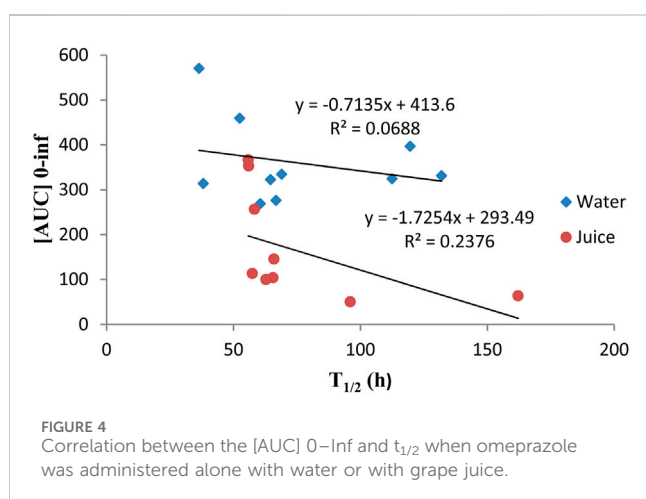 600
500
400
300
200
100
0
[AUC] 0-inf
y = -0.7135x + 413.6
R² = 0.0688
y = -1.7254x + 293.49
R² = 0.2376
Water
Juice
0 50 100 150 200
T1/2 (h)
FIGURE 4
Correlation between the [AUC] 0–Inf and t1/2 when omeprazole
was administered alone with water or with grape juice.